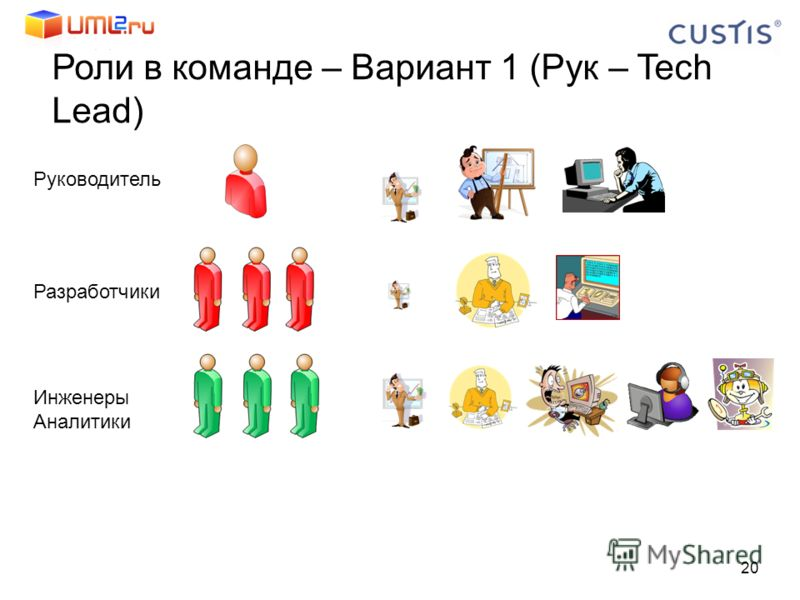 UML2.ru
CUSTIS®
Роли в команде – Вариант 1 (Рук – Tech
Lead)
Руководитель
Разработчики
Инженеры
Аналитики
MyShared
20